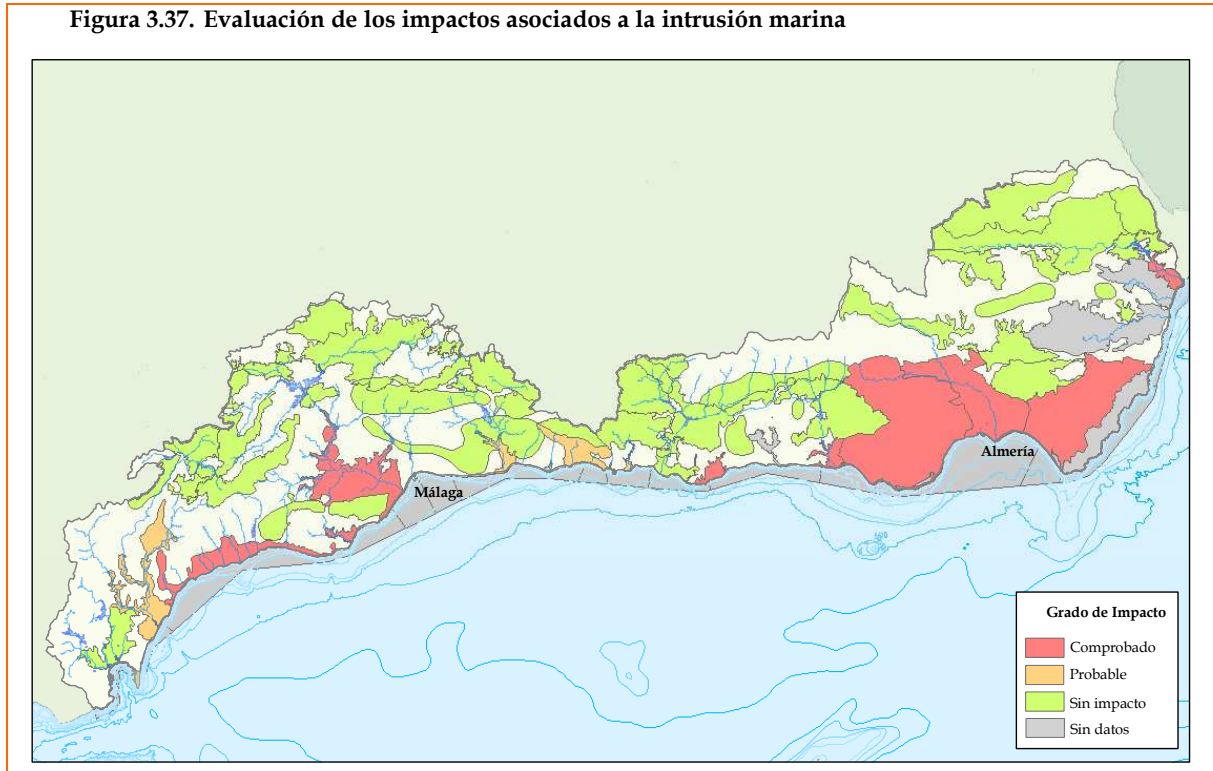 Figura 3.37. Evaluación de los impactos asociados a la intrusión marina
Almería
Málaga
Grado de Impacto
Comprobado
Probable
Sin impacto
Sin datos